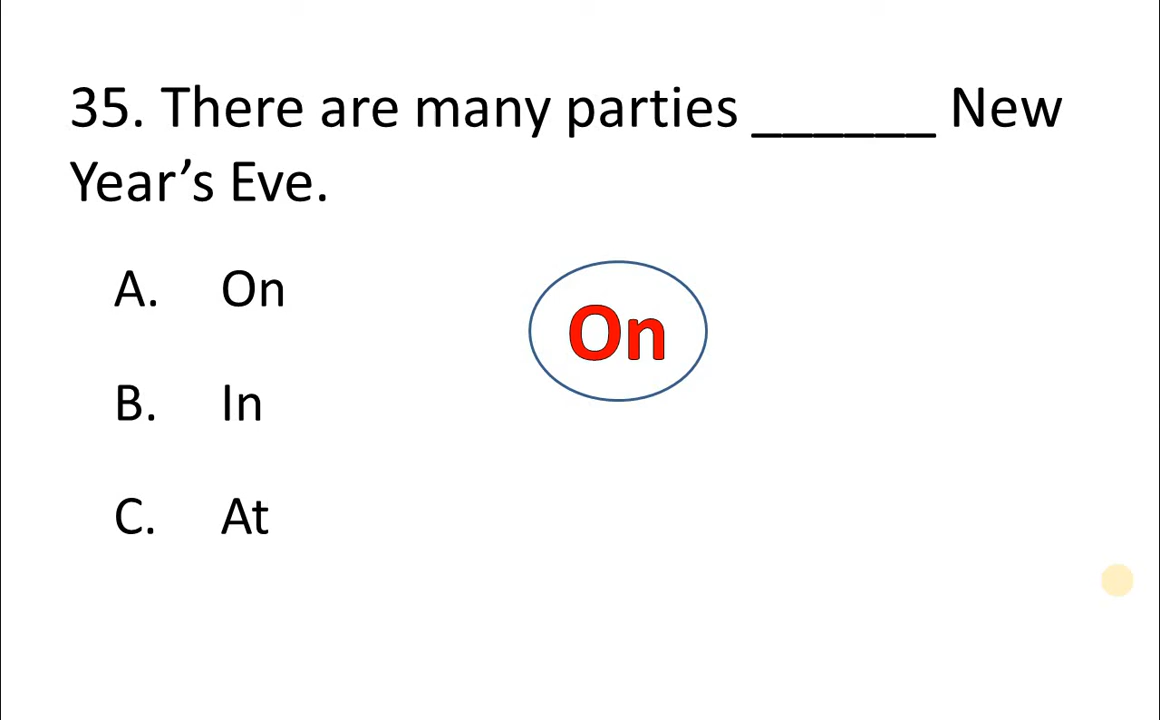 35. There are many parties ______ New
Year’s Eve.
A. On
On
B. In
C. At